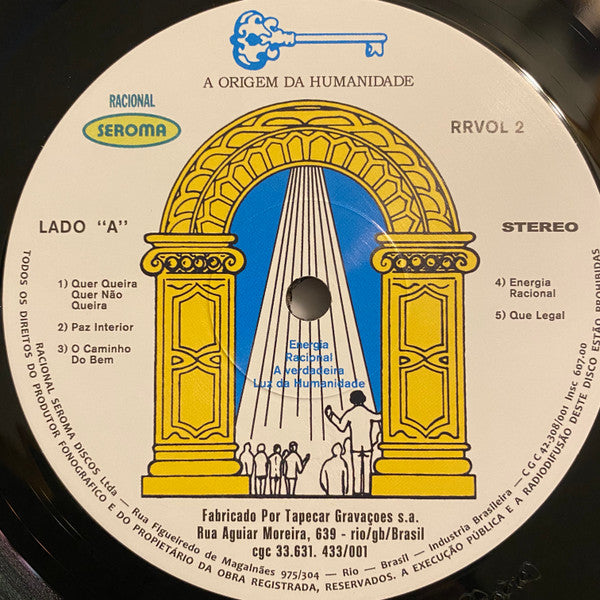 A ORIGEM DA HUMANIDADE
RACIONAL
SEROMA
RRVOL 2
LADO "A"
STEREO
1) Quer Queira
Quer Não
Queira
2) Paz Interior
3) O Caminho
Do Bem
4) Energia
Racional
5) Que Legal
Energia
Racional
A verdadeira
Luz da Humanidade
Fabricado Por Tapecar Gravaçoes s.a.
Rua Aguiar Moreira, 639 - rio/gb/Brasil
cgc 33.631. 433/001
RACIONAL SEROMA DISCOS Ltda — Rua Figueiredo de Magalnães 975/304 — Rio — Brasil — Industria Brasileira — C G C 42.308/001 Insc 607.00
TODOS OS DIREITOS DO PRODUTOR FONOGRAFICO E DO PROPIETÁRIO DA OBRA REGISTRADA, RESERVADOS. A EXECUÇÃO PÚBLICA E A RADIODIFUSÃO DESTE DISCO ESTÃO PROHIBIDAS